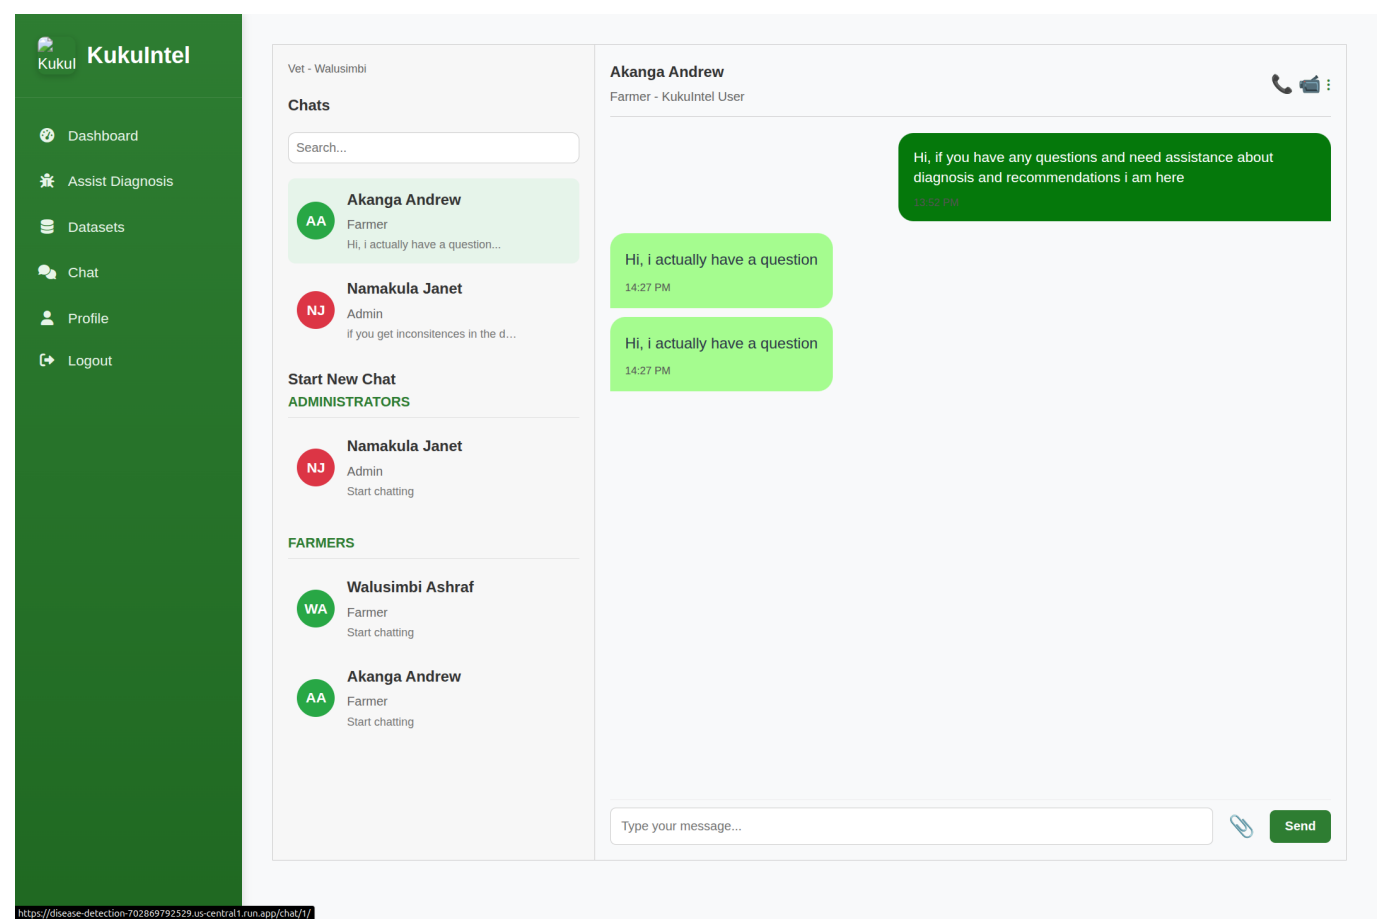 Kukul
KukuIntel
Dashboard
Assist Diagnosis
Datasets
Chat
Profile
Logout
Vet - Walusimbi
Chats
Search...
AA
Akanga Andrew
Farmer
Hi, i actually have a question...
NJ
Namakula Janet
Admin
if you get inconsitences in the d...
Start New Chat
ADMINISTRATORS
NJ
Namakula Janet
Admin
Start chatting
FARMERS
WA
Walusimbi Ashraf
Farmer
Start chatting
AA
Akanga Andrew
Farmer
Start chatting
Akanga Andrew
Farmer - KukuIntel User
Hi, if you have any questions and need assistance about
diagnosis and recommendations i am here
13:57 PM
Hi, i actually have a question
14:27 PM
Hi, i actually have a question
14:27 PM
Type your message...
Send
https://disease-detection-702869792529.us-central1.run.app/chat/1/